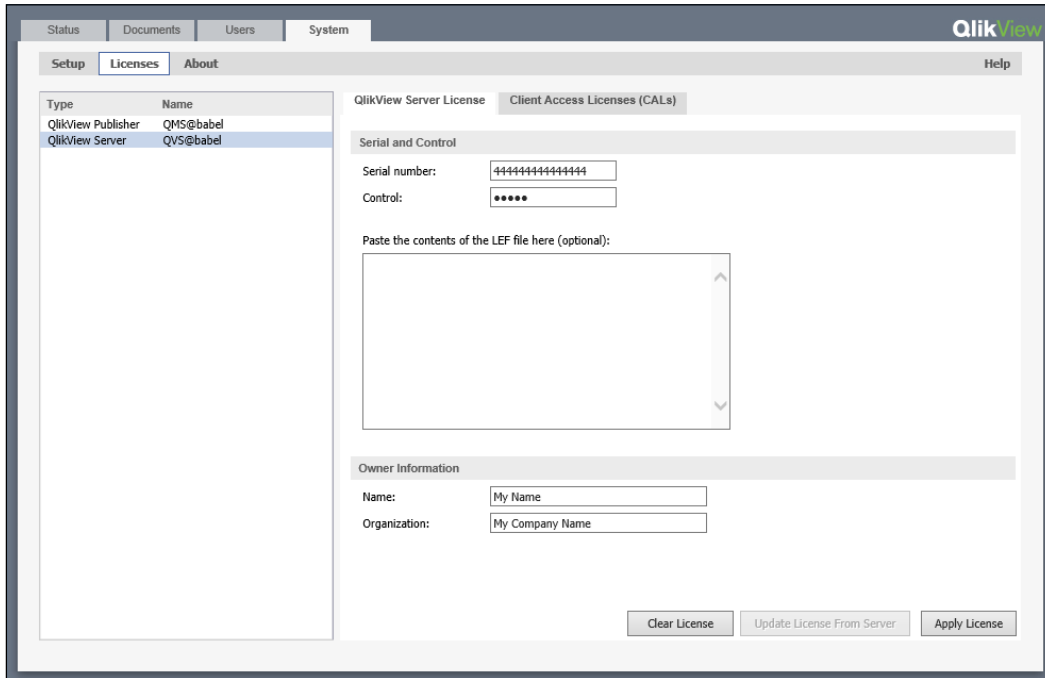 Status Documents Users System QlikView
Setup Licenses About Help
Type Name
QlikView Publisher QMS@babel
QlikView Server QVS@babel
QlikView Server License Client Access Licenses (CALs)
Serial and Control
Serial number: 444444444444444
Control: •••••
Paste the contents of the LEF file here (optional):
Owner Information
Name: My Name
Organization: My Company Name
Clear License Update License From Server Apply License